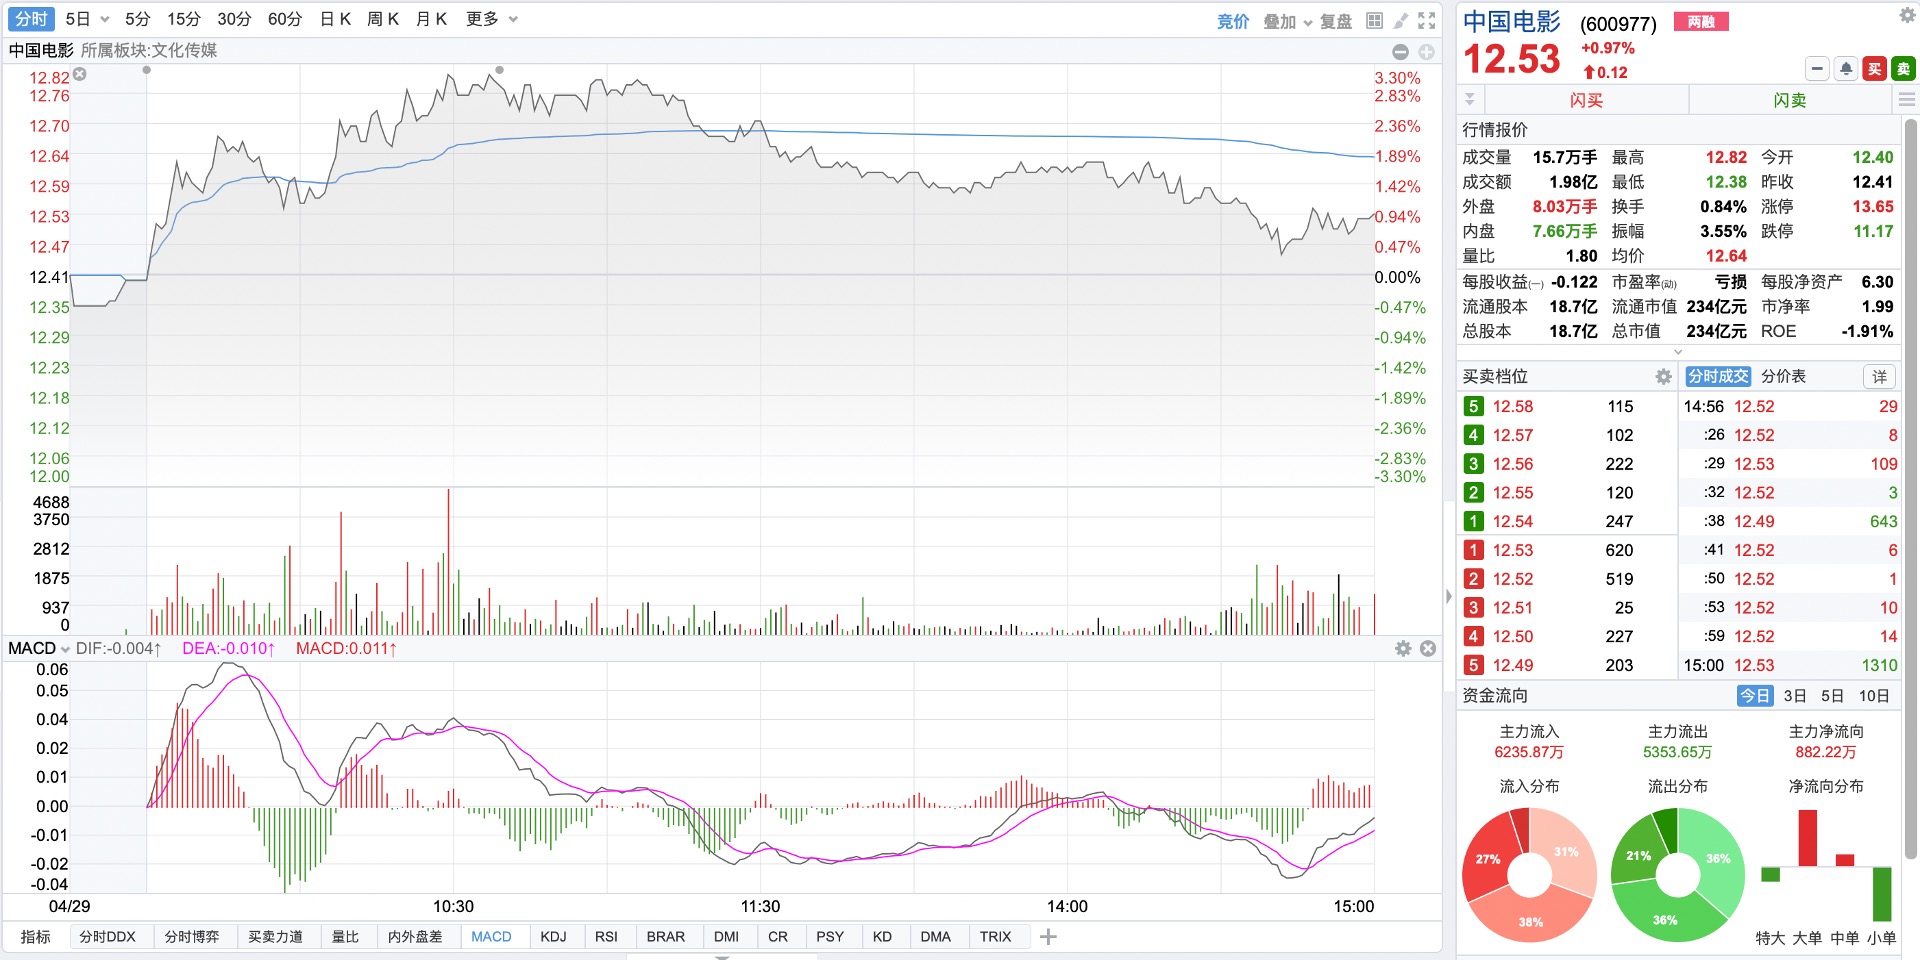 分时 5日 5分 15分 30分 60分 日K 周K 月K 更多 竞价 叠加 复盘
中国电影 所属板块:文化传媒
12.82 3.30%
12.76 2.83%
12.70 2.36%
12.64 1.89%
12.59 1.42%
12.53 0.94%
12.47 0.47%
12.41 0.00%
12.35 -0.47%
12.29 -0.94%
12.23 -1.42%
12.18 -1.89%
12.12 -2.36%
12.06 -2.83%
12.00 -3.30%
4688
3750
2812
1875
937
0
MACD DIF:-0.004↑ DEA:-0.010↑ MACD:0.011↑
0.06
0.05
0.04
0.02
0.01
0.00
-0.01
-0.02
-0.04
04/29 10:30 11:30 14:00 15:00
指标 分时DDX 分时博弈 买卖力道 量比 内外盘差 MACD KDJ RSI BRAR DMI CR PSY KD DMA TRIX
中国电影 (600977) 两融
12.53 +0.97%
↑0.12
买 卖
闪买 闪卖
行情报价
成交量 15.7万手 最高 12.82 今开 12.40
成交额 1.98亿 最低 12.38 昨收 12.41
外盘 8.03万手 换手 0.84% 涨停 13.65
内盘 7.66万手 振幅 3.55% 跌停 11.17
量比 1.80 均价 12.64
每股收益(一) -0.122 市盈率(动) 亏损 每股净资产 6.30
流通股本 18.7亿 流通市值 234亿元 市净率 1.99
总股本 18.7亿 总市值 234亿元 ROE -1.91%
买卖档位 分时成交 分价表 详
5 12.58 115 14:56 12.52 29
4 12.57 102 :26 12.52 8
3 12.56 222 :29 12.53 109
2 12.55 120 :32 12.52 3
1 12.54 247 :38 12.49 643
1 12.53 620 :41 12.52 6
2 12.52 519 :50 12.52 1
3 12.51 25 :53 12.52 10
4 12.50 227 :59 12.52 14
5 12.49 203 15:00 12.53 1310
资金流向 今日 3日 5日 10日
主力流入 主力流出 主力净流向
6235.87万 5353.65万 882.22万
流入分布 流出分布 净流向分布
27% 31% 38%
21% 36% 36%
特大 大单 中单 小单